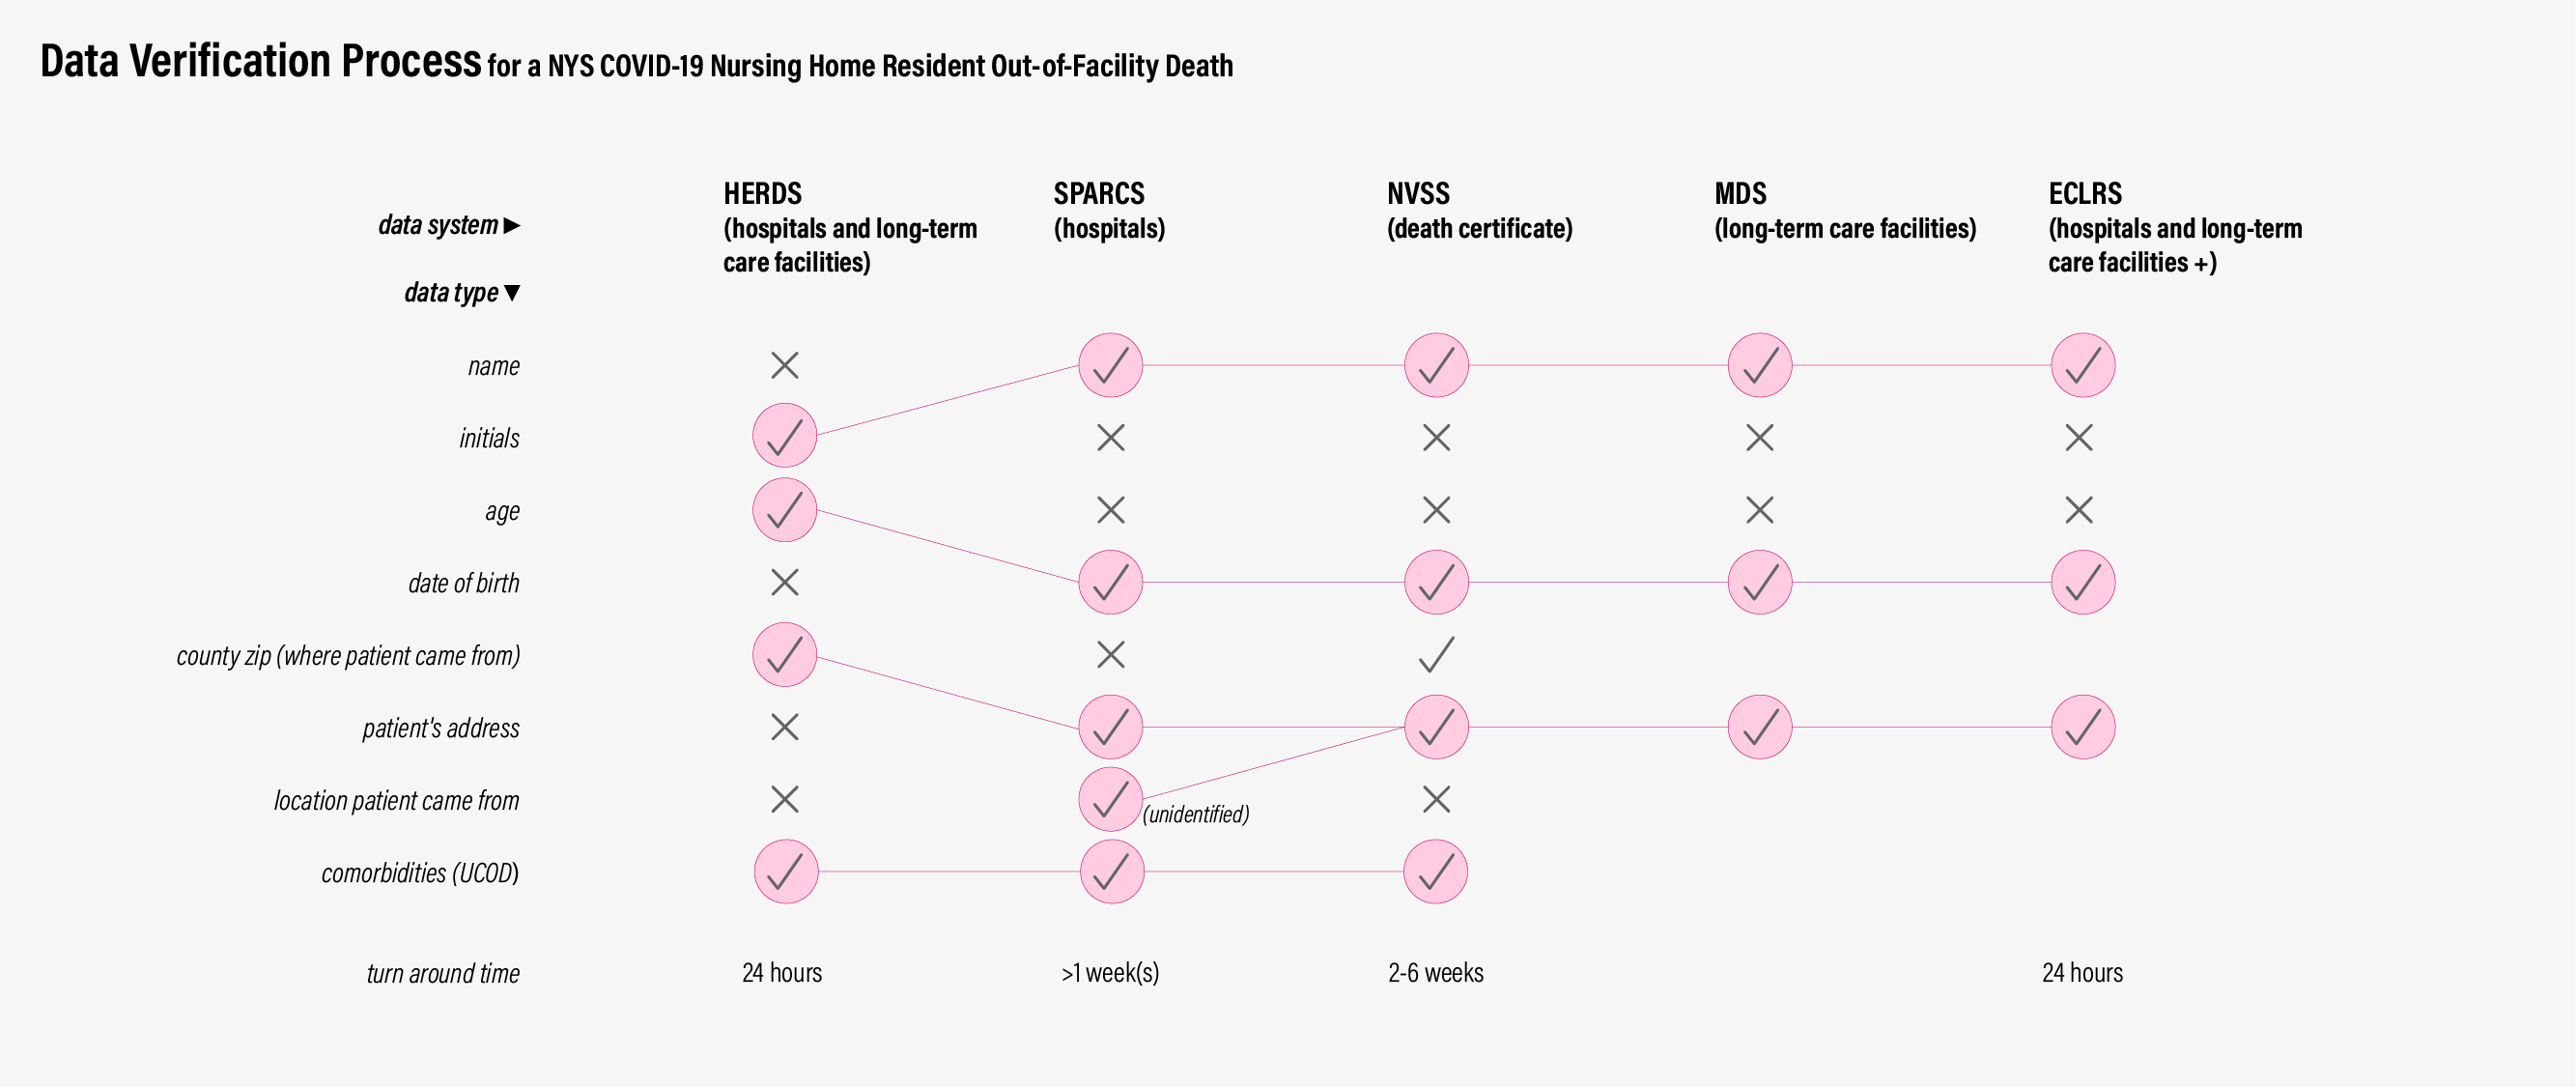 Data Verification Process for a NYS COVID-19 Nursing Home Resident Out-of-Facility Death
data system ▶
data type ▼
HERDS
(hospitals and long-term
care facilities)
SPARCS
(hospitals)
NVSS
(death certificate)
MDS
(long-term care facilities)
ECLRS
(hospitals and long-term
care facilities +)
name
initials
age
date of birth
county zip (where patient came from)
patient's address
location patient came from
(unidentified)
comorbidities (UCOD)
turn around time
24 hours
>1 week(s)
2-6 weeks
24 hours